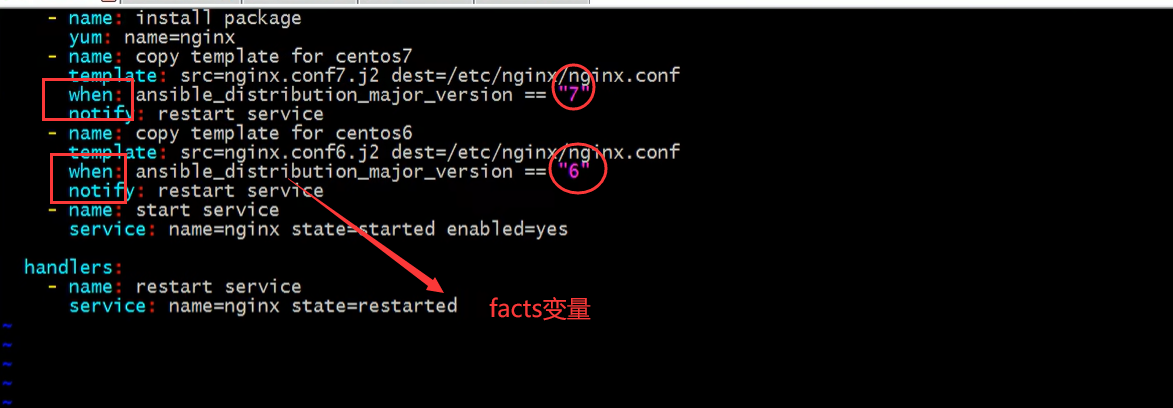 - name: install package
yum: name=nginx
- name: copy template for centos7
template: src=nginx.conf7.j2 dest=/etc/nginx/nginx.conf
when: ansible_distribution_major_version == "7"
notify: restart service
- name: copy template for centos6
template: src=nginx.conf6.j2 dest=/etc/nginx/nginx.conf
when: ansible_distribution_major_version == "6"
notify: restart service
- name: start service
service: name=nginx state=started enabled=yes
handlers:
- name: restart service
service: name=nginx state=restarted
facts变量
~
~
~
~
~